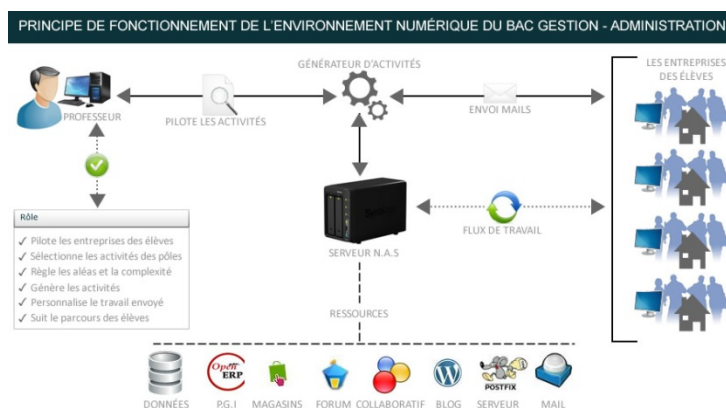 PRINCIPE DE FONCTIONNEMENT DE L'ENVIRONNEMENT NUMÉRIQUE DU BAC GESTION - ADMINISTRATION
GÉNÉRATEUR D'ACTIVITÉS
LES ENTREPRISES
DES ÉLÈVES
PROFESSEUR
PILOTE LES ACTIVITÉS
ENVOI MAILS
Rôle
✓ Pilote les entreprises des élèves
✓ Sélectionne les activités des pôles
✓ Règle les aléas et la complexité
✓ Génère les activités
✓ Personnalise le travail envoyé
✓ Suit le parcours des élèves
SERVEUR N.A.S
FLUX DE TRAVAIL
RESSOURCES
Open
ERP
POSTFIX
DONNÉES
P.G.I
MAGASINS
FORUM
COLLABORATIF
BLOG
SERVEUR
MAIL